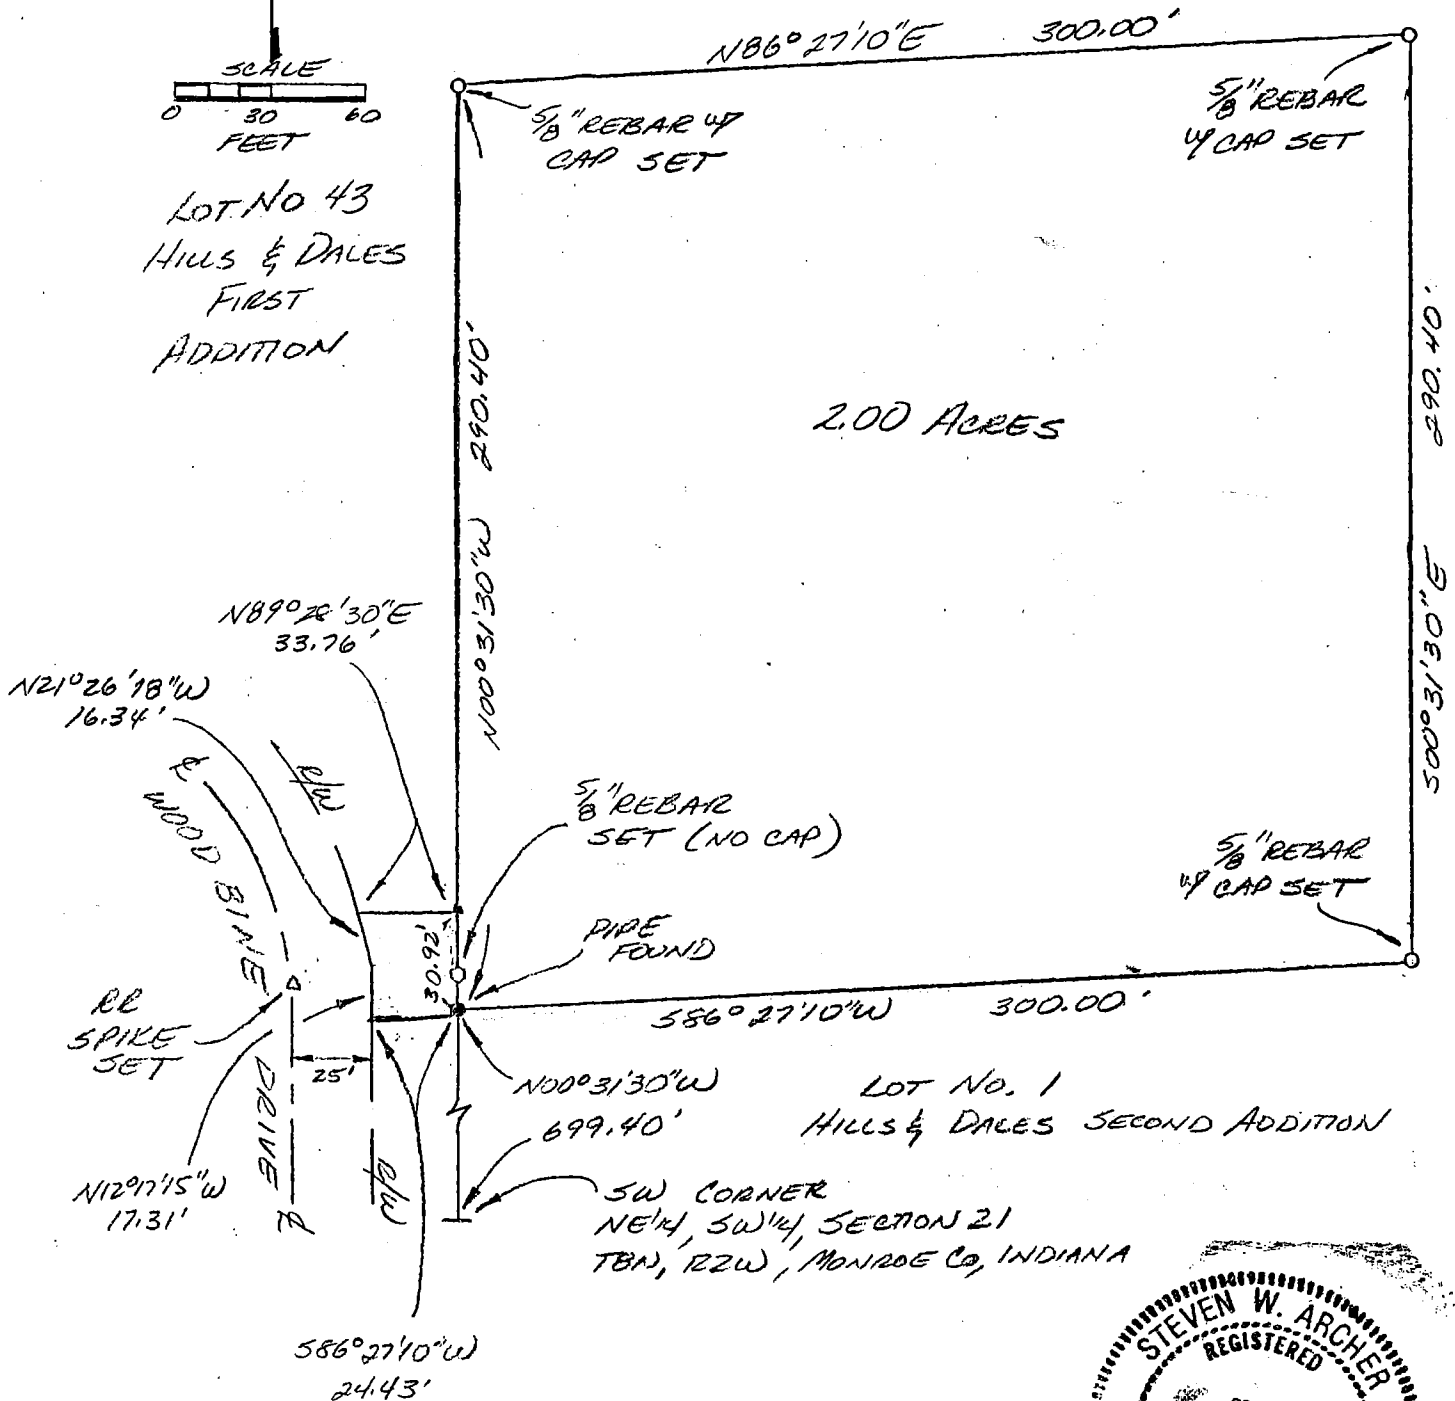 N86°27'10"E 300.00'
SCALE
0 30 60
FEET
5/8" REBAR W/
CAP SET
5/8" REBAR
W/ CAP SET
LOT NO 43
HILLS & DALES
FIRST
ADDITION
290.40'
N00°31'30"W
290.40'
S00°31'30"E
2.00 ACRES
N89°28'30"E
33.76'
N21°26'18"W
16.34'
R/W
WOOD BINE
DRIVE
5/8" REBAR
SET (NO CAP)
5/8" REBAR
W/ CAP SET
30.92'
PIPE
FOUND
RR
SPIKE
SET
25'
S86°27'10"W 300.00'
N00°31'30"W
699.40'
LOT NO. 1
HILLS & DALES SECOND ADDITION
N12°17'15"W
17.31'
R/W
SW CORNER
NE1/4, SW1/4, SECTION 21
T8N, R2W, MONROE CO, INDIANA
S86°27'10"W
24.43'
STEVEN W. ARCHER
REGISTERED